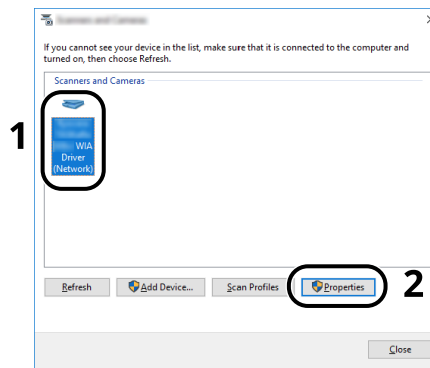 If you cannot see your device in the list, make sure that it is connected to the computer and
turned on, then choose Refresh.
Scanners and Cameras
1
WIA
Driver
(Network)
Refresh
Add Device...
Scan Profiles
Properties
2
Close